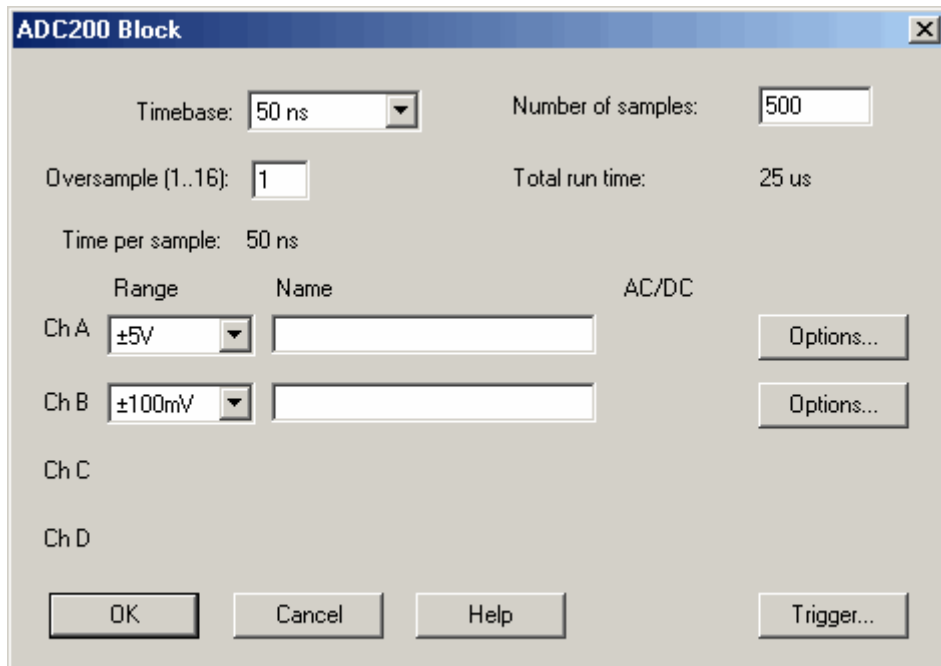 ADC200 Block
Timebase: 50 ns Number of samples: 500
Oversample (1..16): 1 Total run time: 25 us
Time per sample: 50 ns
Range Name AC/DC
Ch A ±5V Options...
Ch B ±100mV Options...
Ch C
Ch D
OK Cancel Help Trigger...